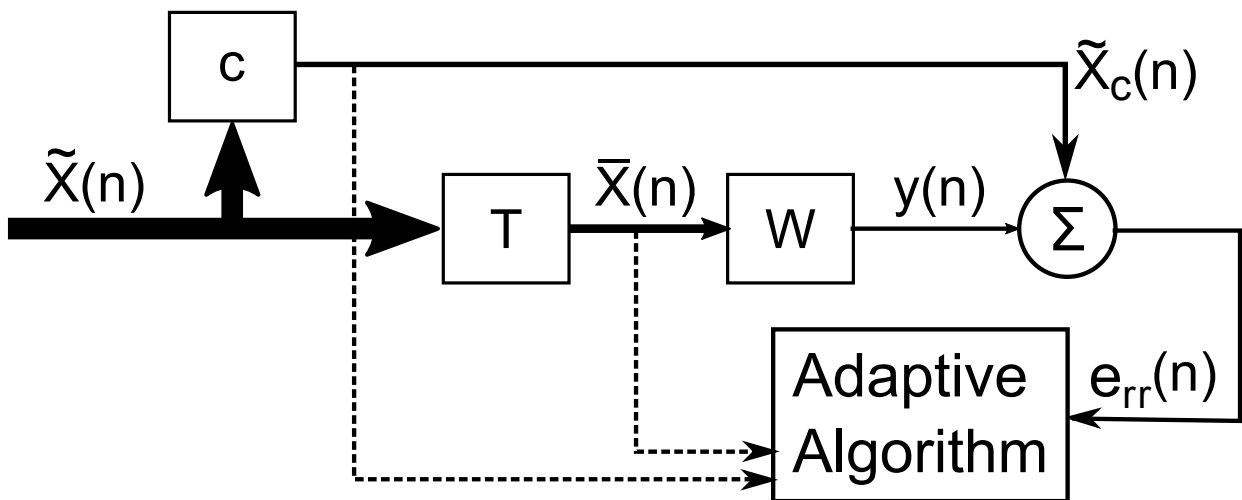 c
X̃c(n)
X̃(n)
T
X̅(n)
W
y(n)
Σ
Adaptive
Algorithm
err(n)